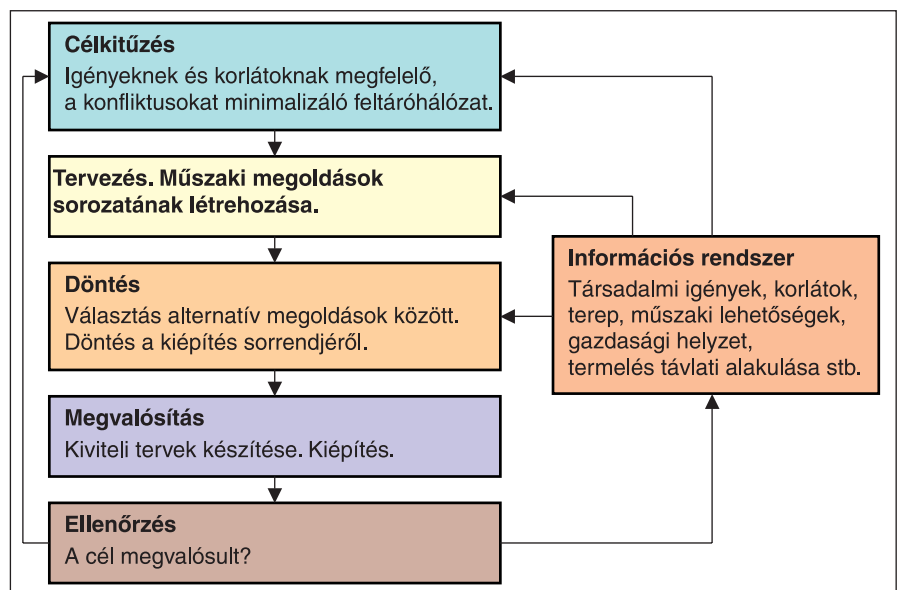 Célkitűzés
Igényeknek és korlátoknak megfelelő,
a konfliktusokat minimalizáló feltáróhálózat.
Tervezés. Műszaki megoldások
sorozatának létrehozása.
Döntés
Választás alternatív megoldások között.
Döntés a kiépítés sorrendjéről.
Megvalósítás
Kiviteli tervek készítése. Kiépítés.
Ellenőrzés
A cél megvalósult?
Információs rendszer
Társadalmi igények, korlátok,
terep, műszaki lehetőségek,
gazdasági helyzet,
termelés távlati alakulása stb.